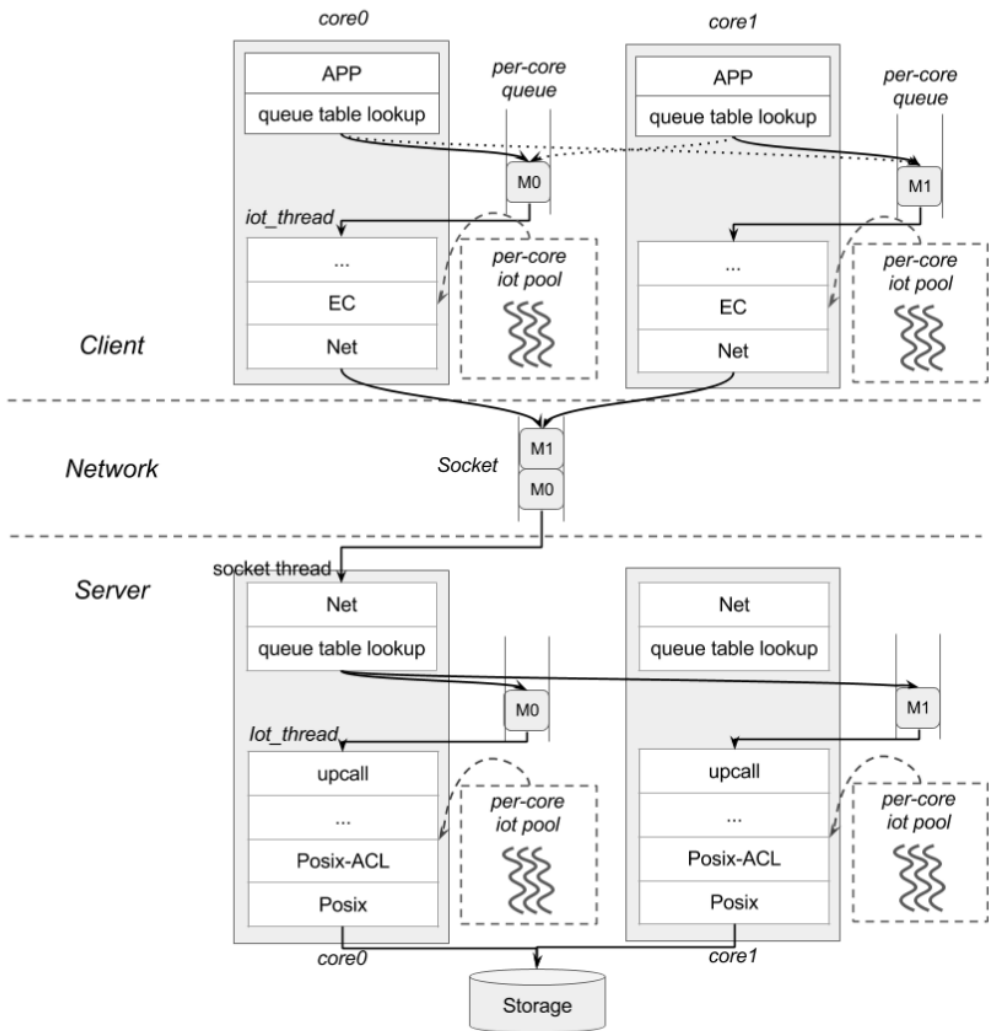 core0
core1
APP
queue table lookup
per-core
queue
APP
queue table lookup
per-core
queue
M0
M1
iot_thread
...
EC
Net
per-core
iot pool
...
EC
Net
per-core
iot pool
Client
Network
Socket
M1
M0
Server
socket thread
Net
queue table lookup
Net
queue table lookup
M0
M1
Iot_thread
upcall
...
Posix-ACL
Posix
per-core
iot pool
upcall
...
Posix-ACL
Posix
per-core
iot pool
core0
core1
Storage